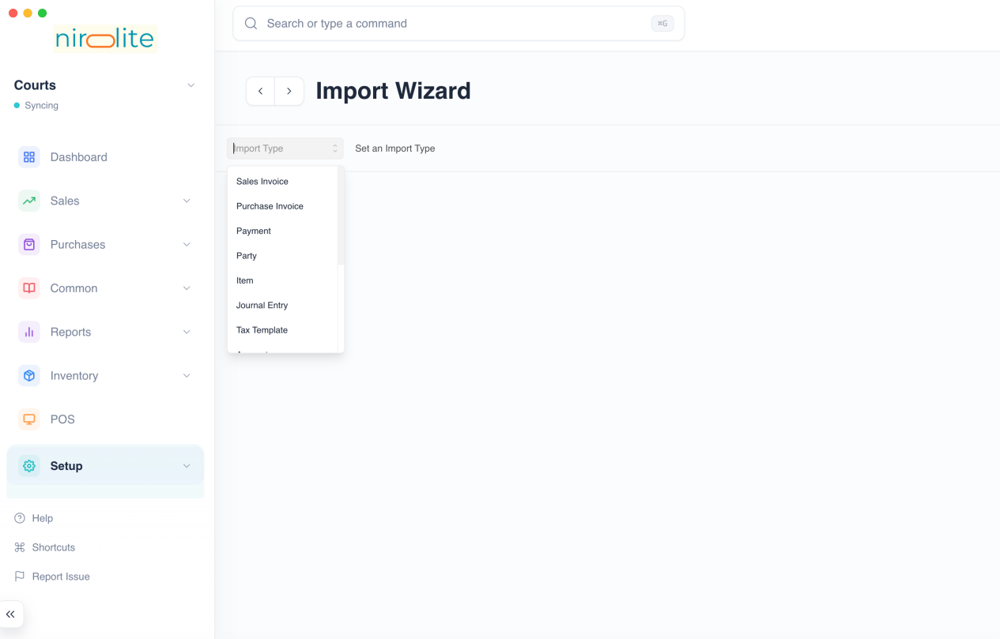 Search or type a command
⌘G
nirolite
Courts
Syncing
Import Wizard
Import Type
Set an Import Type
Dashboard
Sales
Purchases
Common
Reports
Inventory
POS
Setup
Sales Invoice
Purchase Invoice
Payment
Party
Item
Journal Entry
Tax Template
Help
Shortcuts
Report Issue